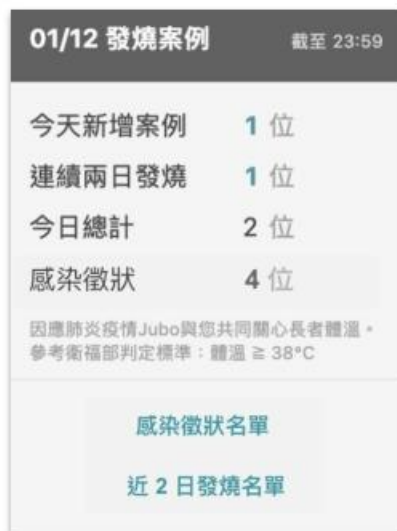 01/12 發燒案例 截至 23:59
今天新增案例 1 位
連續兩日發燒 1 位
今日總計 2 位
感染徵狀 4 位
因應肺炎疫情Jubo與您共同關心長者體溫。
參考衛福部判定標準：體溫 ≧ 38°C
感染徵狀名單
近 2 日發燒名單